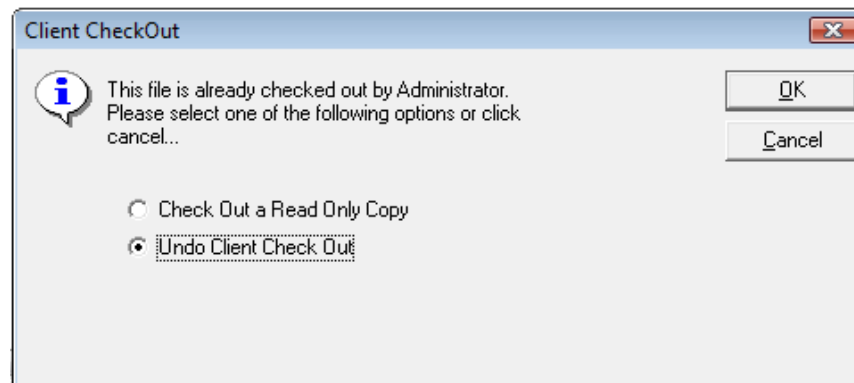 Client CheckOut
This file is already checked out by Administrator.
Please select one of the following options or click
cancel...
OK
Cancel
Check Out a Read Only Copy
Undo Client Check Out